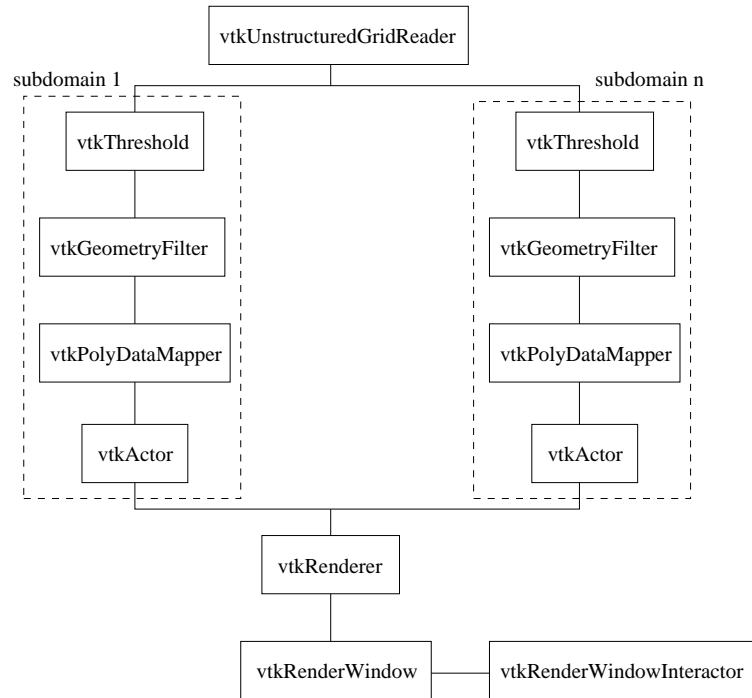 vtkUnstructuredGridReader
subdomain 1
subdomain n
vtkThreshold
vtkThreshold
vtkGeometryFilter
vtkGeometryFilter
vtkPolyDataMapper
vtkPolyDataMapper
vtkActor
vtkActor
vtkRenderer
vtkRenderWindow
vtkRenderWindowInteractor